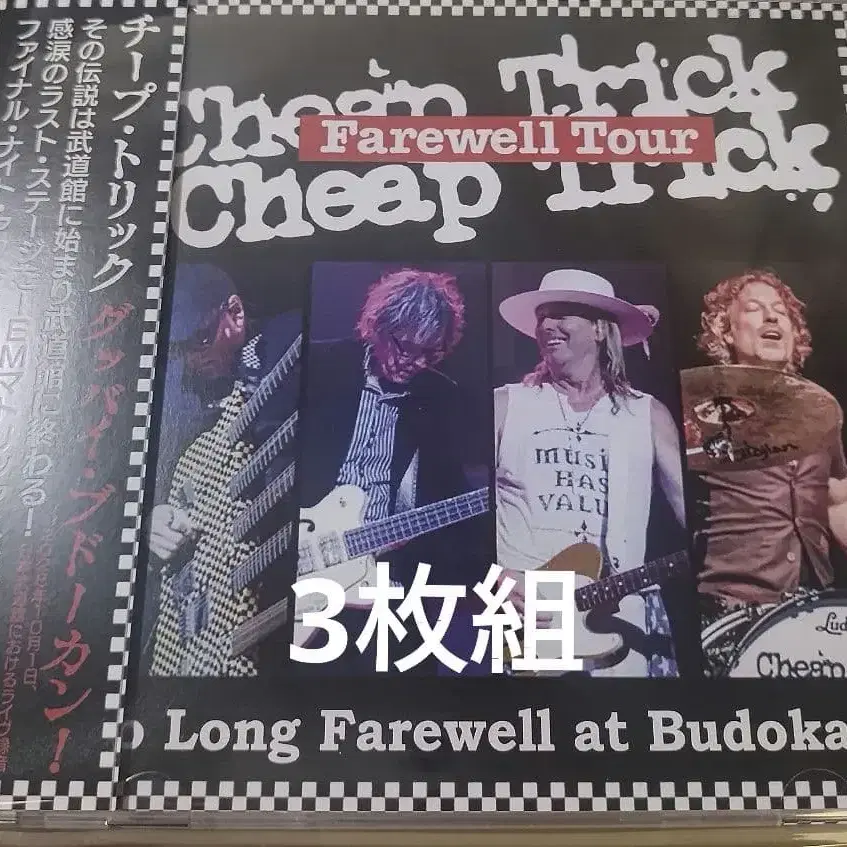 チープ・トリック
グッバイ・ブドーカン!
その伝説は武道館に始まり武道館に終わる!
感涙のラスト・ステージ
ファイナル・ナイト
Cheap Trick
Farewell Tour
Cheap Trick
MUSI
HAS
VALU
Lud
Cheap
3枚組
o Long Farewell at Budoka